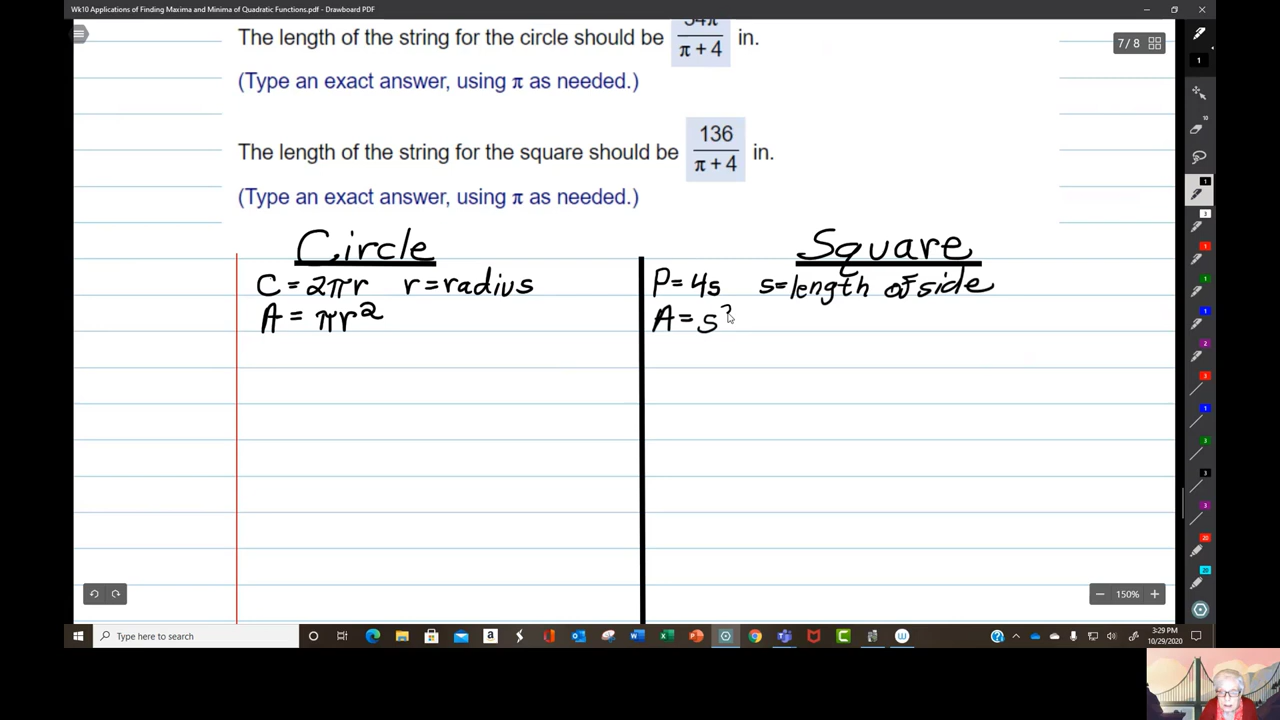 Wk10 Applications of Finding Maxima and Minima of Quadratic Functions.pdf - Drawboard PDF
The length of the string for the circle should be 34π/(π + 4) in.
7 / 8
(Type an exact answer, using π as needed.)
The length of the string for the square should be 136/(π + 4) in.
(Type an exact answer, using π as needed.)
Circle
C = 2πr r = radius
A = πr²
Square
P = 4s s = length of side
A = s²
150%
Type here to search
3:29 PM
10/29/2020